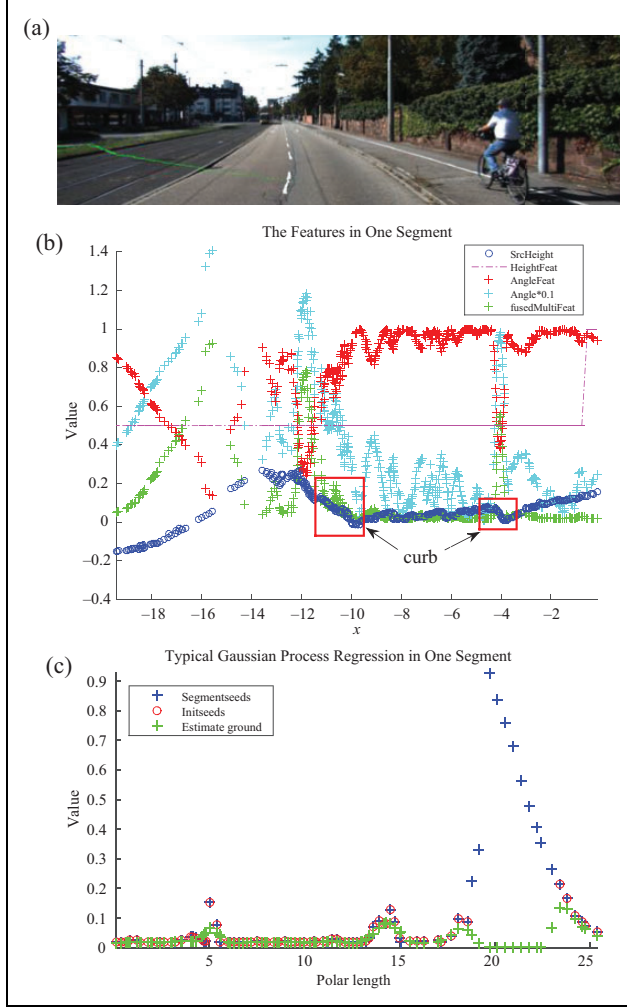 (a)
(b)
The Features in One Segment
1.4
1.2
1
0.8
0.6
0.4
0.2
0
−0.2
−0.4
Value
SrcHeight
HeightFeat
AngleFeat
Angle*0.1
fusedMultiFeat
curb
−18
−16
−14
−12
−10
−8
−6
−4
−2
x
(c)
Typical Gaussian Process Regression in One Segment
0.9
0.8
0.7
0.6
0.5
0.4
0.3
0.2
0.1
0
Value
Segmentseeds
Initseeds
Estimate ground
5
10
15
20
25
Polar length